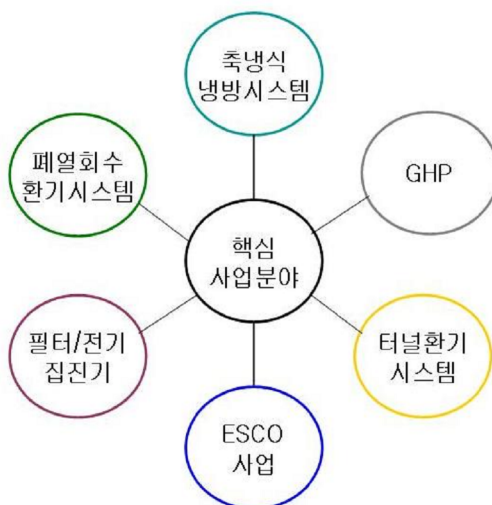 축냉식
냉방시스템
폐열회수
환기시스템
GHP
핵심
사업분야
필터/전기
집진기
터널환기
시스템
ESCO
사업